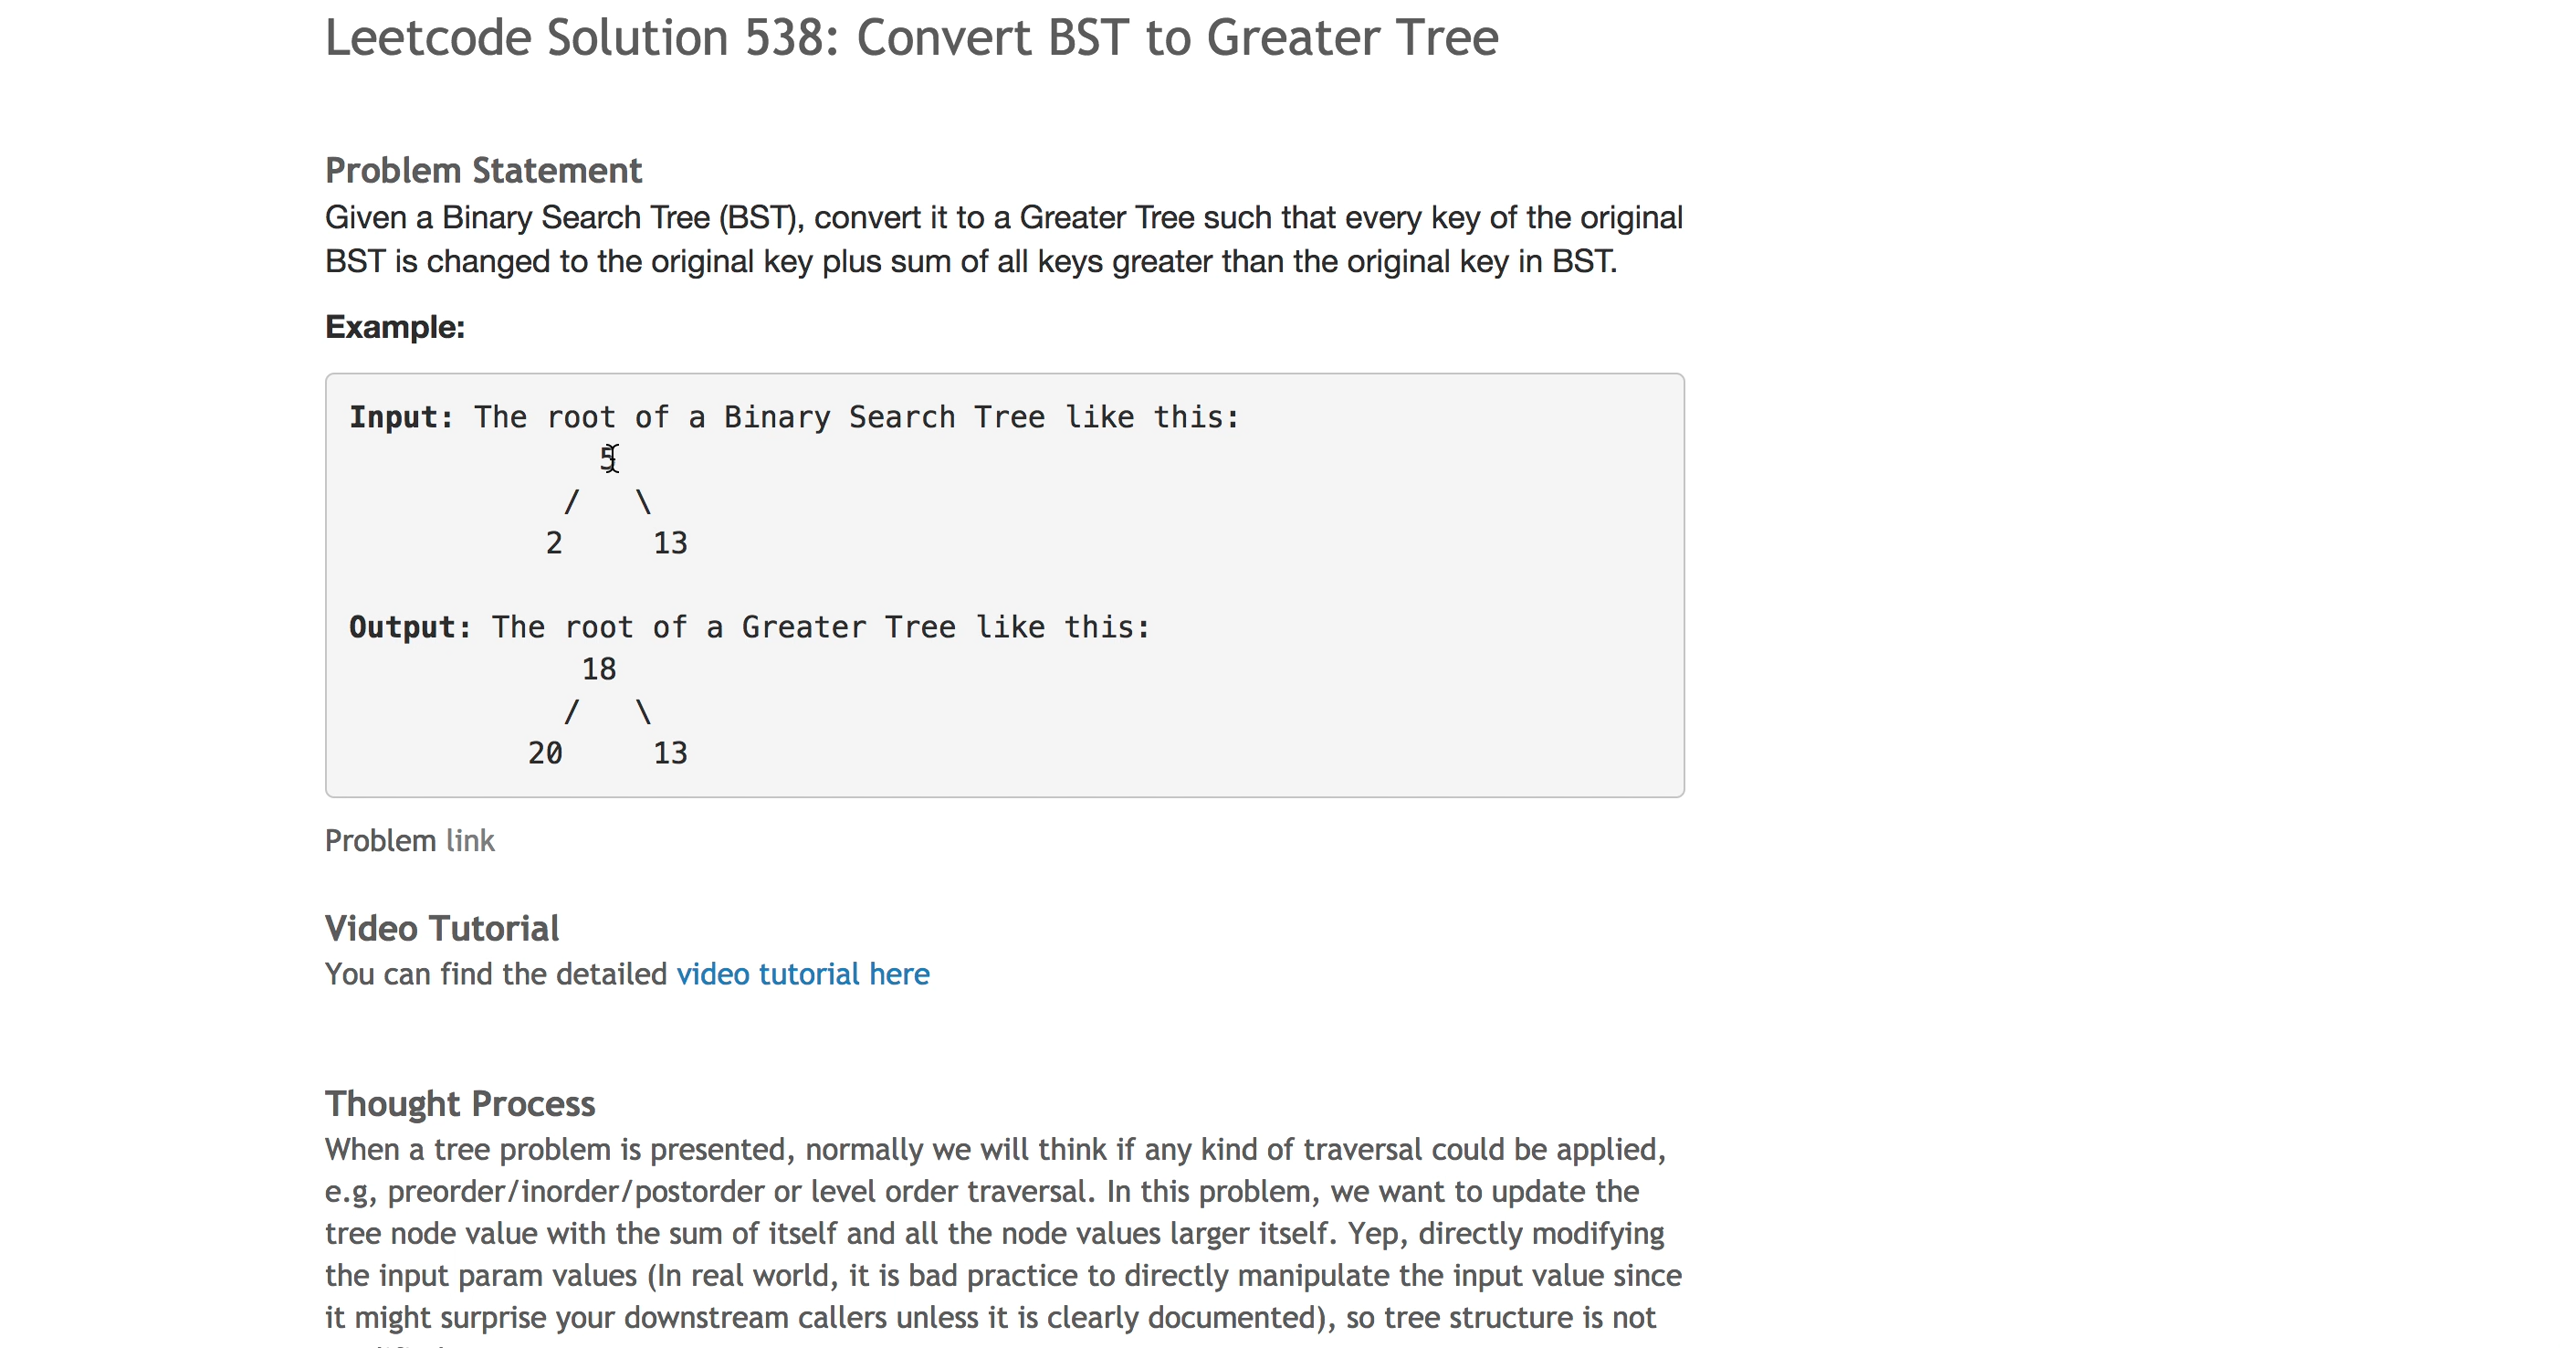 Leetcode Solution 538: Convert BST to Greater Tree
Problem Statement
Given a Binary Search Tree (BST), convert it to a Greater Tree such that every key of the original
BST is changed to the original key plus sum of all keys greater than the original key in BST.
Example:
Input: The root of a Binary Search Tree like this:
5
/ \
2 13
Output: The root of a Greater Tree like this:
18
/ \
20 13
Problem link
Video Tutorial
You can find the detailed video tutorial here
Thought Process
When a tree problem is presented, normally we will think if any kind of traversal could be applied,
e.g, preorder/inorder/postorder or level order traversal. In this problem, we want to update the
tree node value with the sum of itself and all the node values larger itself. Yep, directly modifying
the input param values (In real world, it is bad practice to directly manipulate the input value since
it might surprise your downstream callers unless it is clearly documented), so tree structure is not